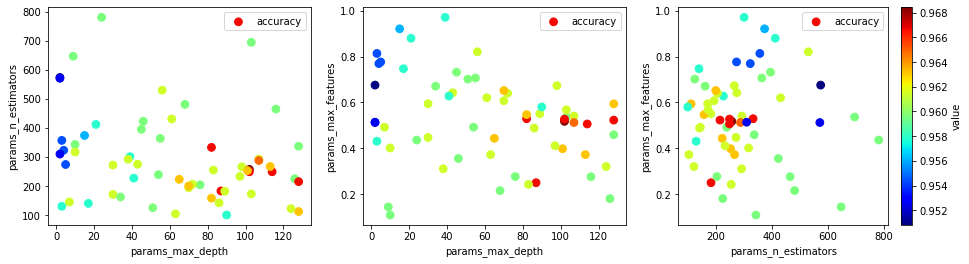 800
700
600
500
400
300
200
100
params_n_estimators
0 20 40 60 80 100 120
params_max_depth
accuracy
1.0
0.8
0.6
0.4
0.2
params_max_features
0 20 40 60 80 100 120
params_max_depth
accuracy
1.0
0.8
0.6
0.4
0.2
params_max_features
200 400 600 800
params_n_estimators
accuracy
0.968
0.966
0.964
0.962
0.960
0.958
0.956
0.954
0.952
value